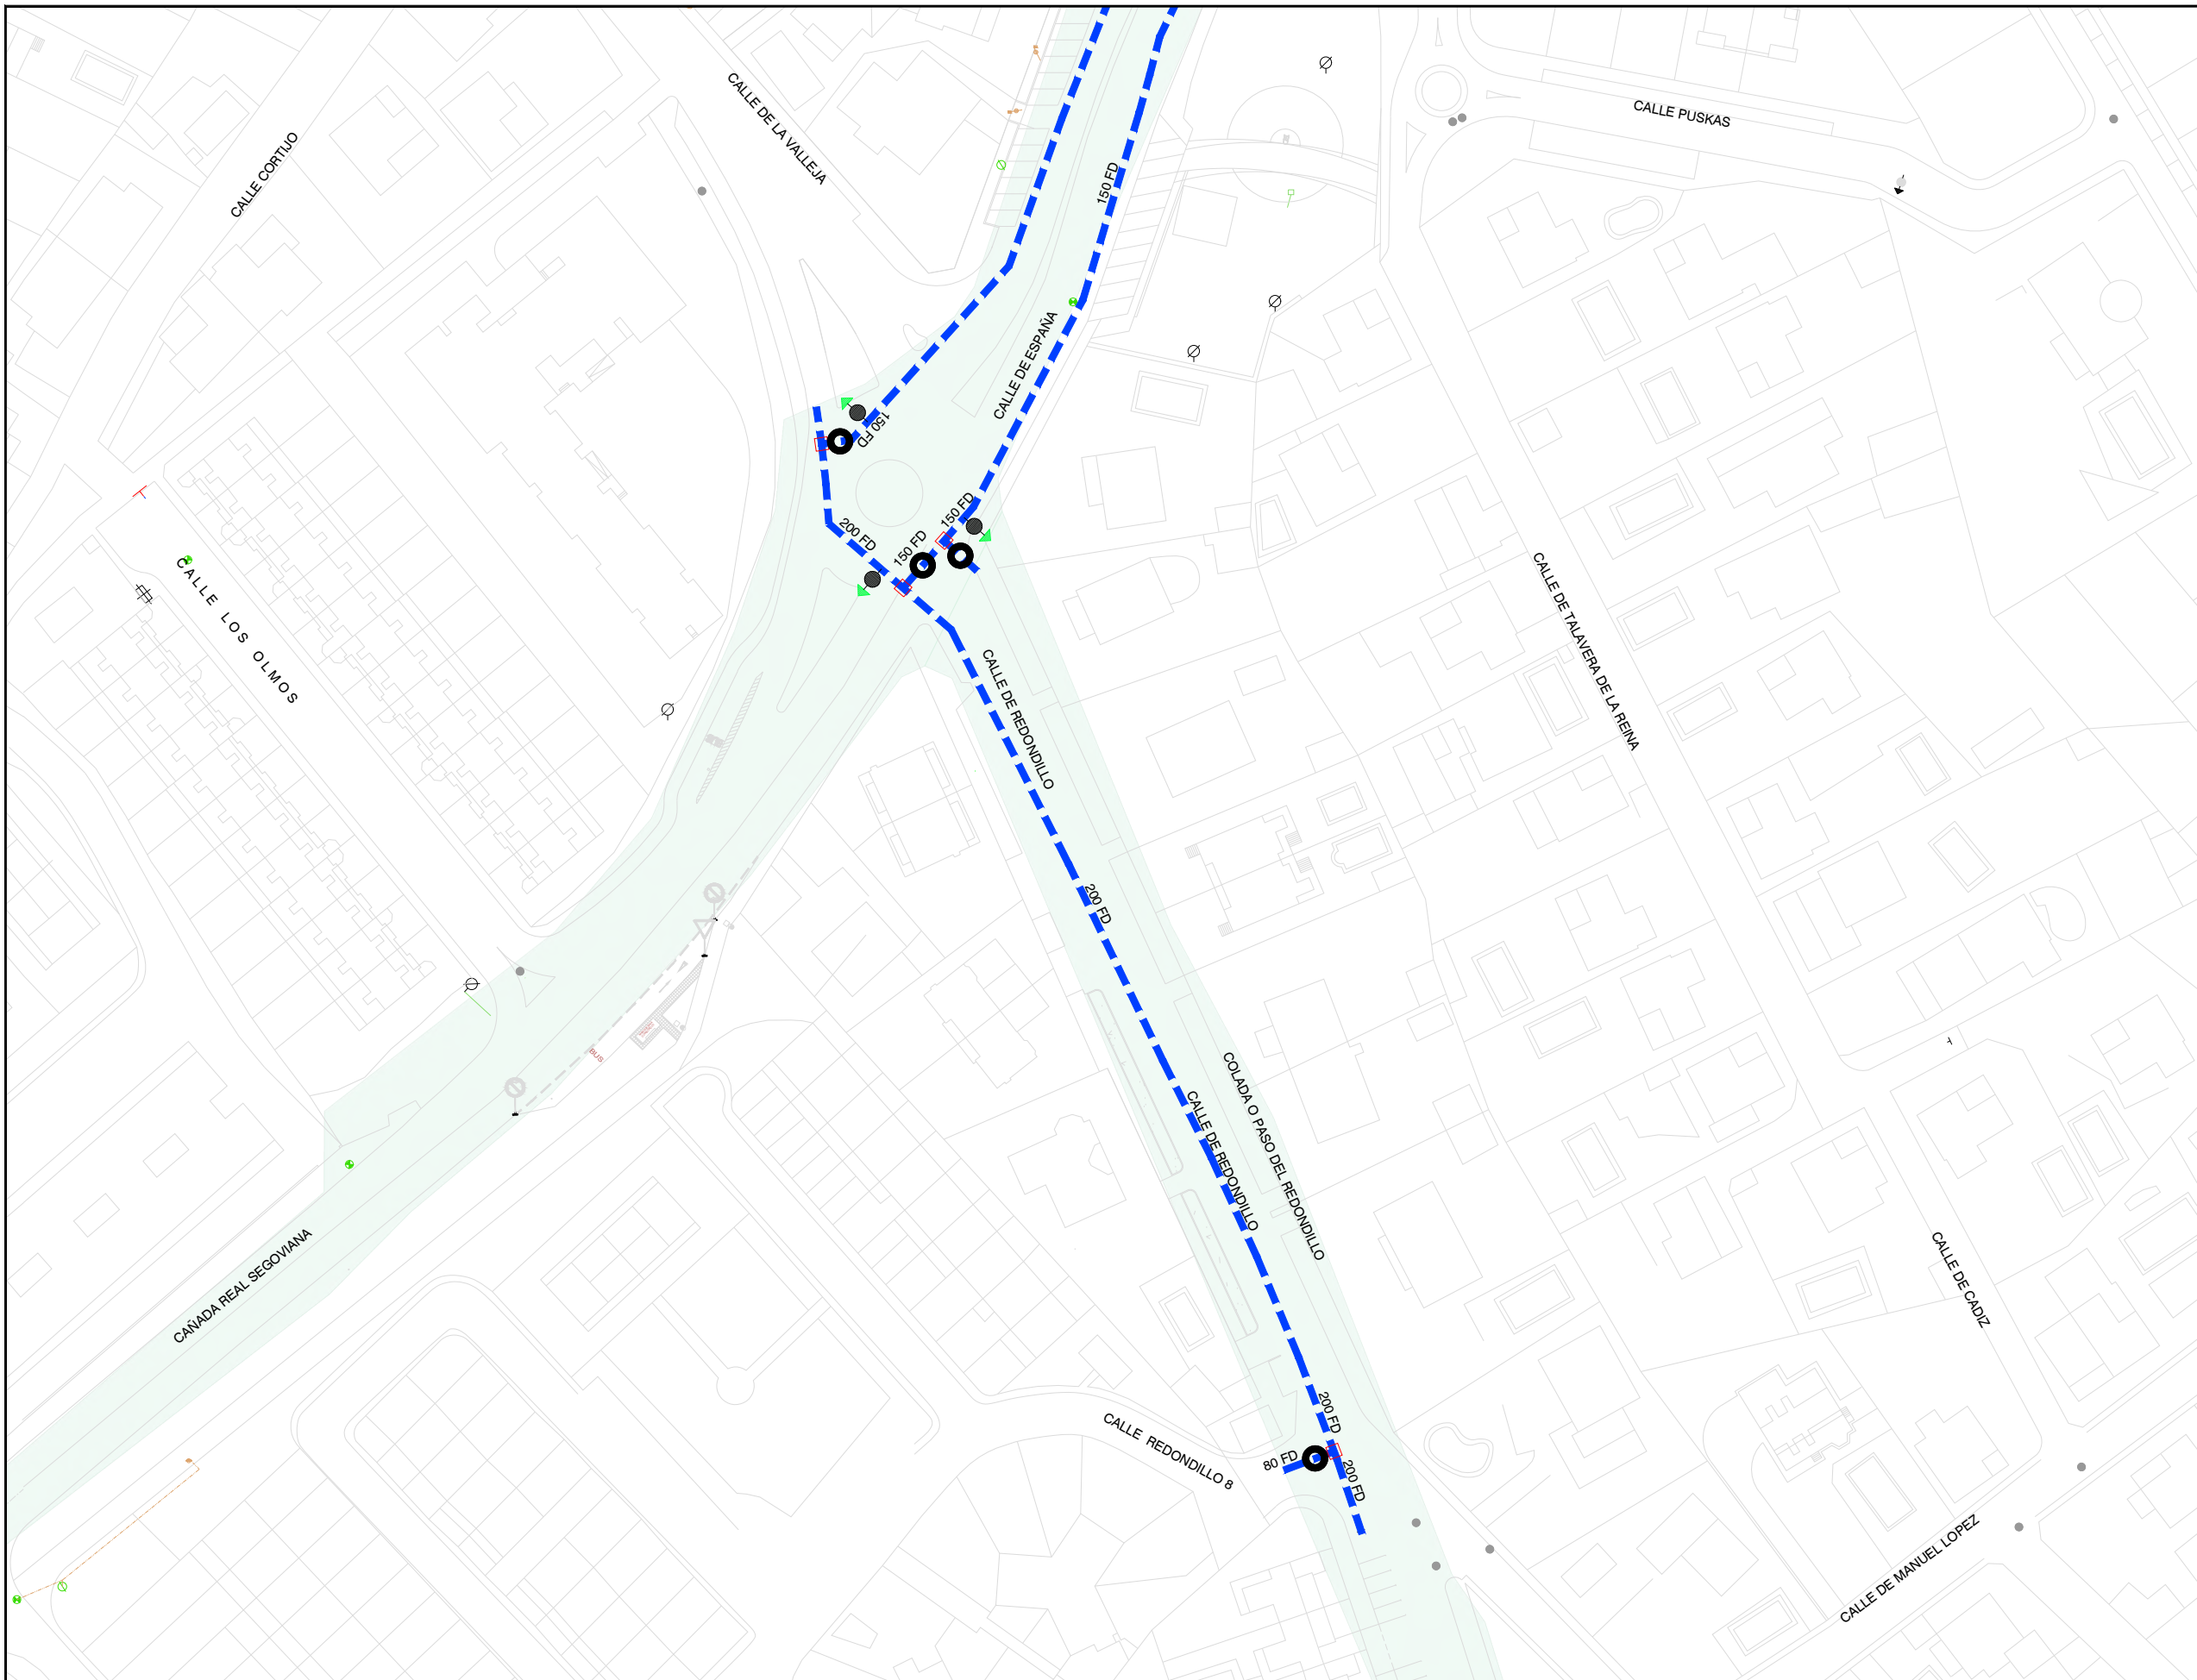 CALLE CORTIJO
CALLE DE LA VALLEJA
CALLE PUSKAS
150 FD
CALLE DE ESPAÑA
150 FD
150 FD
150 FD
200 FD
CALLE LOS OLMOS
CALLE DE REDONDILLO
CALLE DE TALAVERA DE LA REINA
200 FD
BUS
CALLE DE REDONDILLO
COLADA O PASO DEL REDONDILLO
CAÑADA REAL SEGOVIANA
CALLE DE CADIZ
CALLE REDONDILLO 8
200 FD
80 FD
200 FD
CALLE DE MANUEL LOPEZ